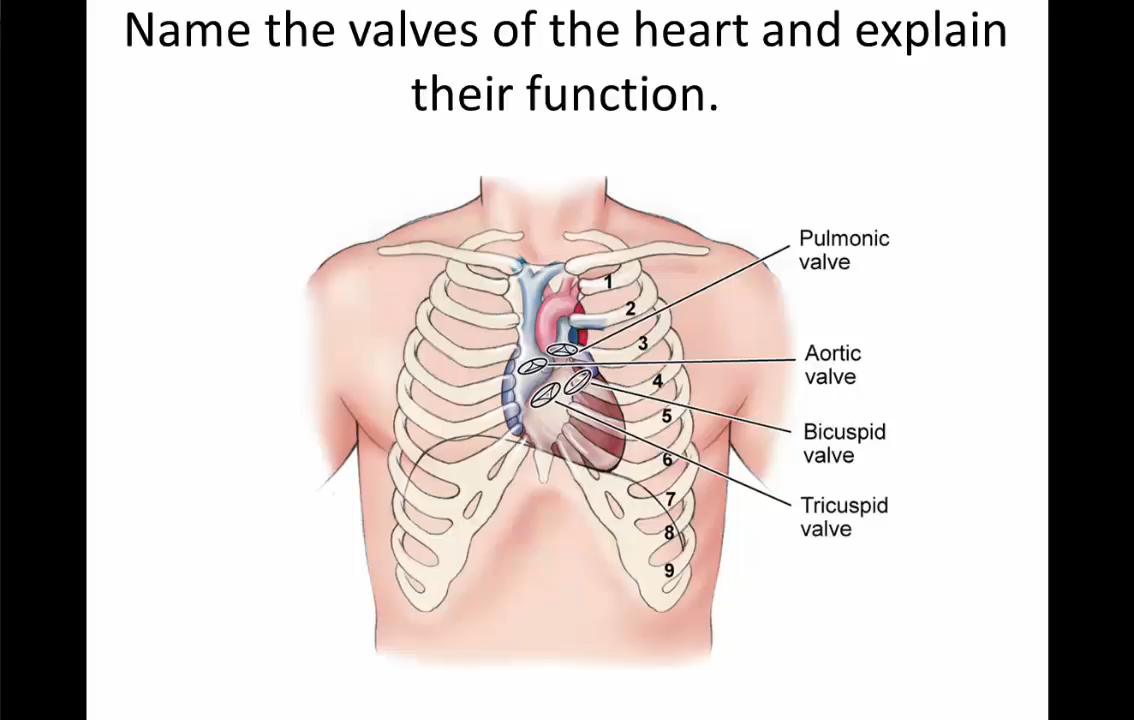 Name the valves of the heart and explain
their function.
Pulmonic
valve
1
2
3
Aortic
valve
4
5
Bicuspid
valve
6
7
Tricuspid
valve
8
9